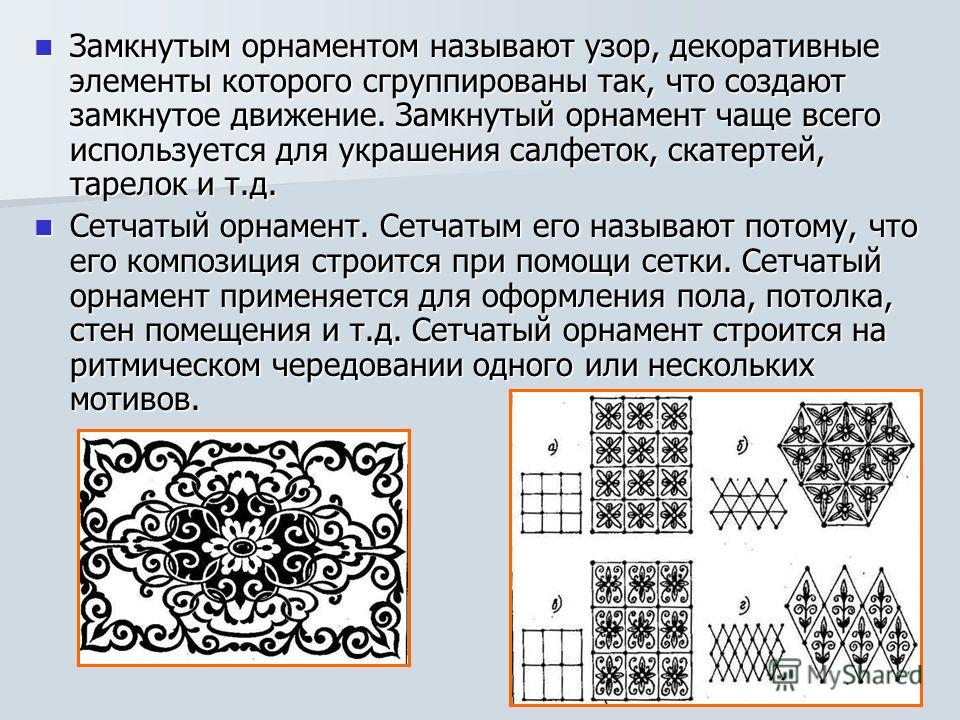 Замкнутым орнаментом называют узор, декоративные
элементы которого сгруппированы так, что создают
замкнутое движение. Замкнутый орнамент чаще всего
используется для украшения салфеток, скатертей,
тарелок и т.д.
Сетчатый орнамент. Сетчатым его называют потому, что
его композиция строится при помощи сетки. Сетчатый
орнамент применяется для оформления пола, потолка,
стен помещения и т.д. Сетчатый орнамент строится на
ритмическом чередовании одного или нескольких
мотивов.
а)
б)
в)
г)
MyShared